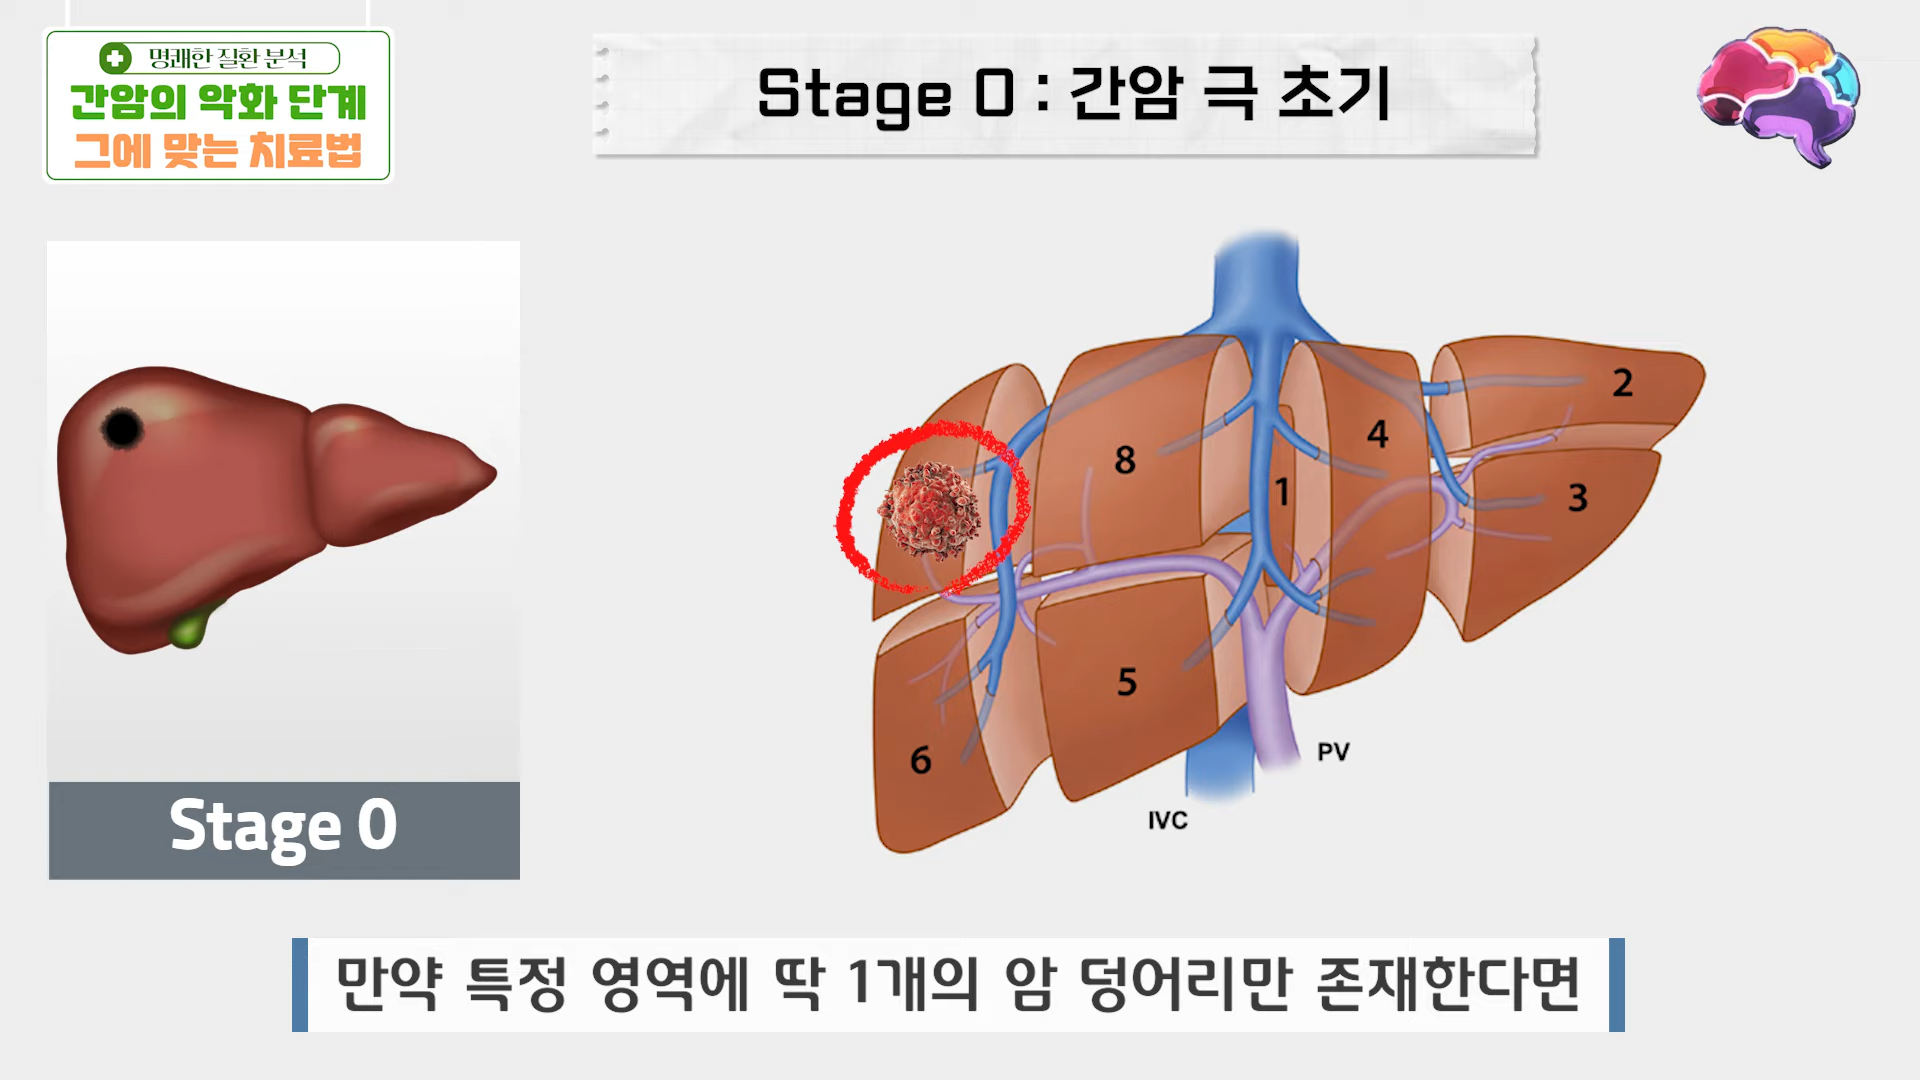 명쾌한 질환 분석
간암의 악화 단계
그에 맞는 치료법
Stage 0 : 간암 극 초기
2
4
8
1
3
5
6
PV
IVC
Stage 0
만약 특정 영역에 딱 1개의 암 덩어리만 존재한다면